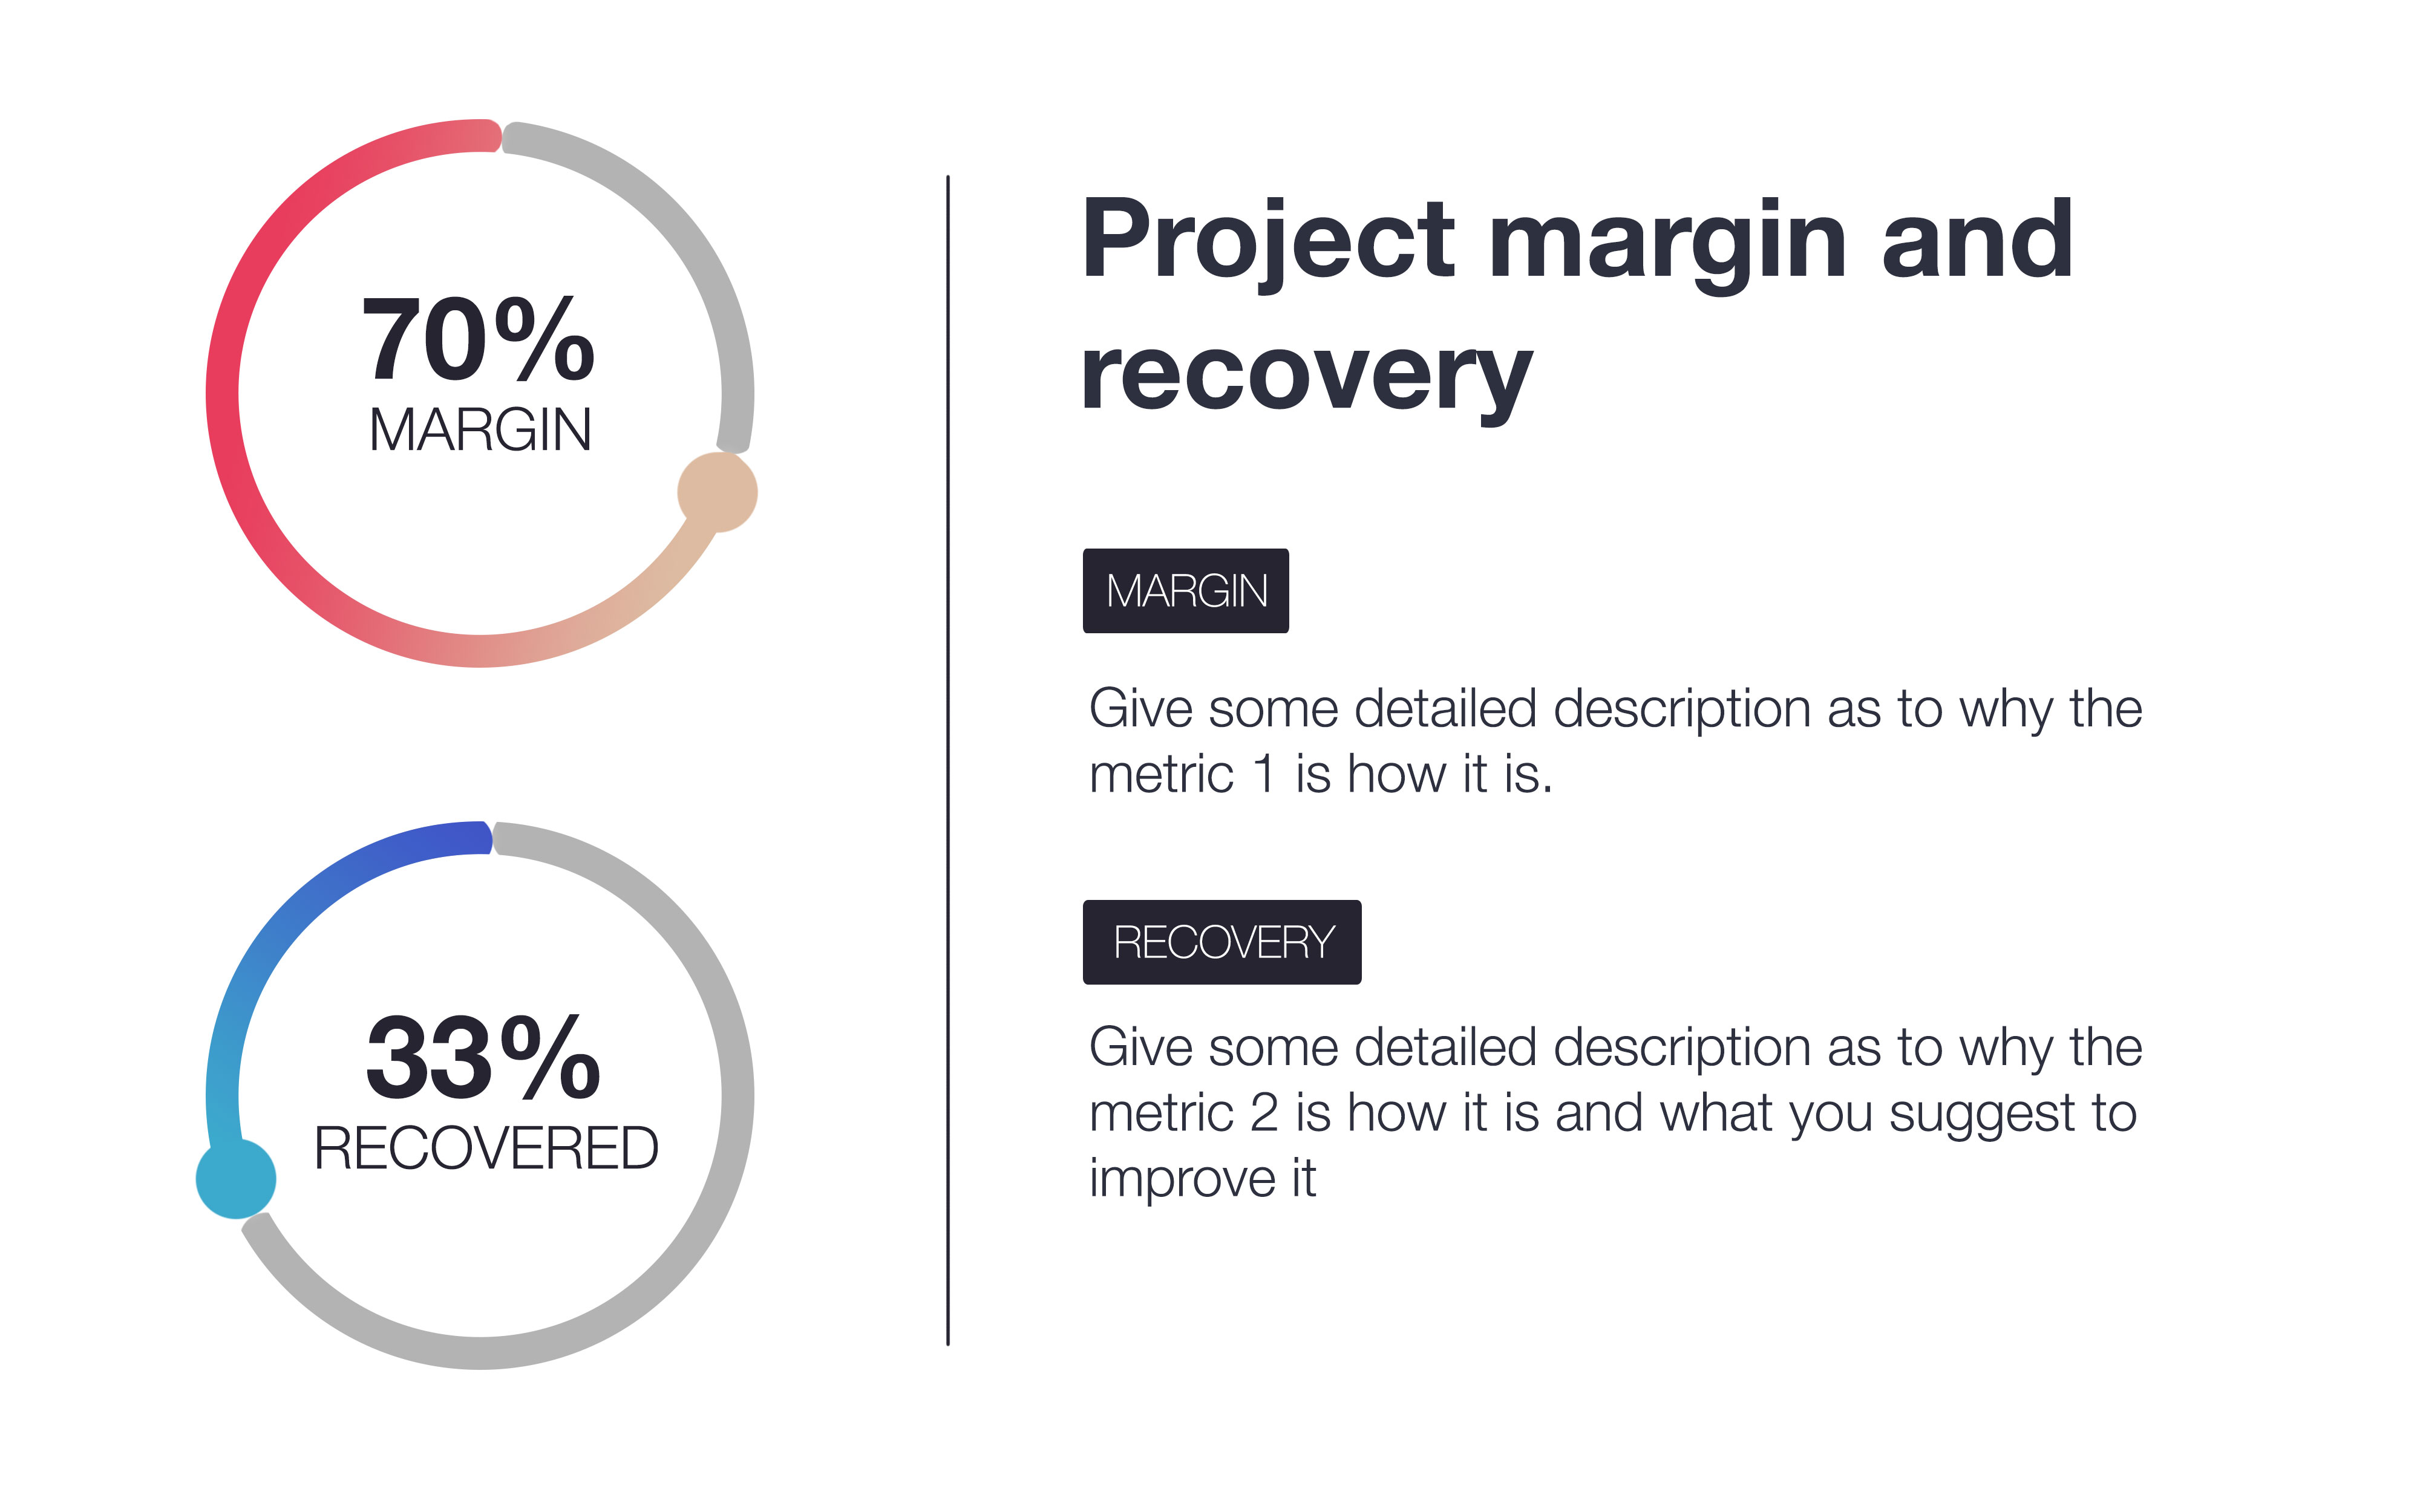 70%
MARGIN
33%
RECOVERED
Project margin and
recovery
MARGIN
Give some detailed description as to why the
metric 1 is how it is.
RECOVERY
Give some detailed description as to why the
metric 2 is how it is and what you suggest to
improve it